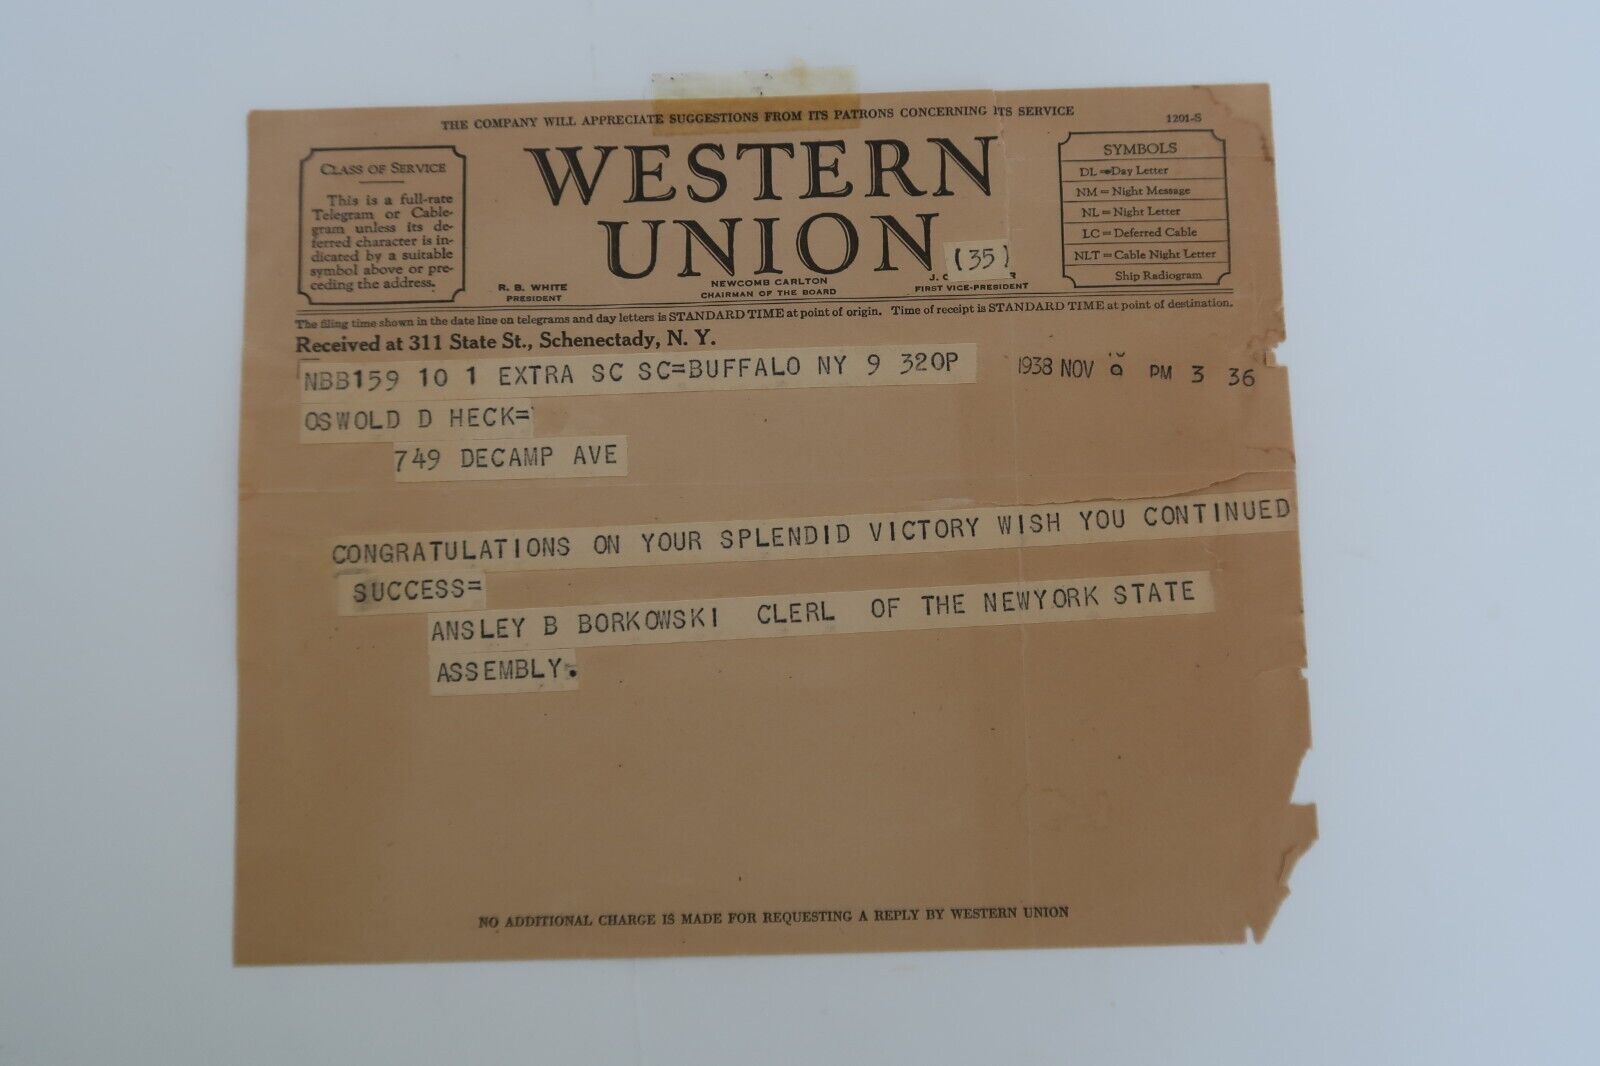 THE COMPANY WILL APPRECIATE SUGGESTIONS FROM ITS PATRONS CONCERNING ITS SERVICE
1201-S
CLASS OF SERVICE
This is a full-rate
Telegram or Cable-
gram unless its de-
ferred character is in-
dicated by a suitable
symbol above or pre-
ceding the address.
WESTERN
UNION
(35)
R. B. WHITE
PRESIDENT
NEWCOMB CARLTON
CHAIRMAN OF THE BOARD
J.
FIRST VICE-PRESIDENT
SYMBOLS
DL = Day Letter
NM = Night Message
NL = Night Letter
LC = Deferred Cable
NLT = Cable Night Letter
Ship Radiogram
The filing time shown in the date line on telegrams and day letters is STANDARD TIME at point of origin. Time of receipt is STANDARD TIME at point of destination.
Received at 311 State St., Schenectady, N. Y.
NBB159 10 1 EXTRA SC SC=BUFFALO NY 9 320P
1938 NOV 9 PM 3 36
OSWOLD D HECK=
749 DECAMP AVE
CONGRATULATIONS ON YOUR SPLENDID VICTORY WISH YOU CONTINUED
SUCCESS=
ANSLEY B BORKOWSKI CLERL OF THE NEWYORK STATE
ASSEMBLY.
NO ADDITIONAL CHARGE IS MADE FOR REQUESTING A REPLY BY WESTERN UNION